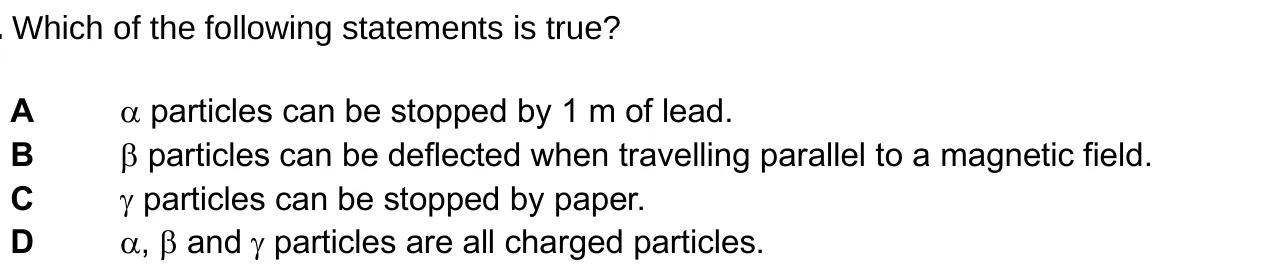 . Which of the following statements is true?
A α particles can be stopped by 1 m of lead.
B β particles can be deflected when travelling parallel to a magnetic field.
C γ particles can be stopped by paper.
D α, β and γ particles are all charged particles.